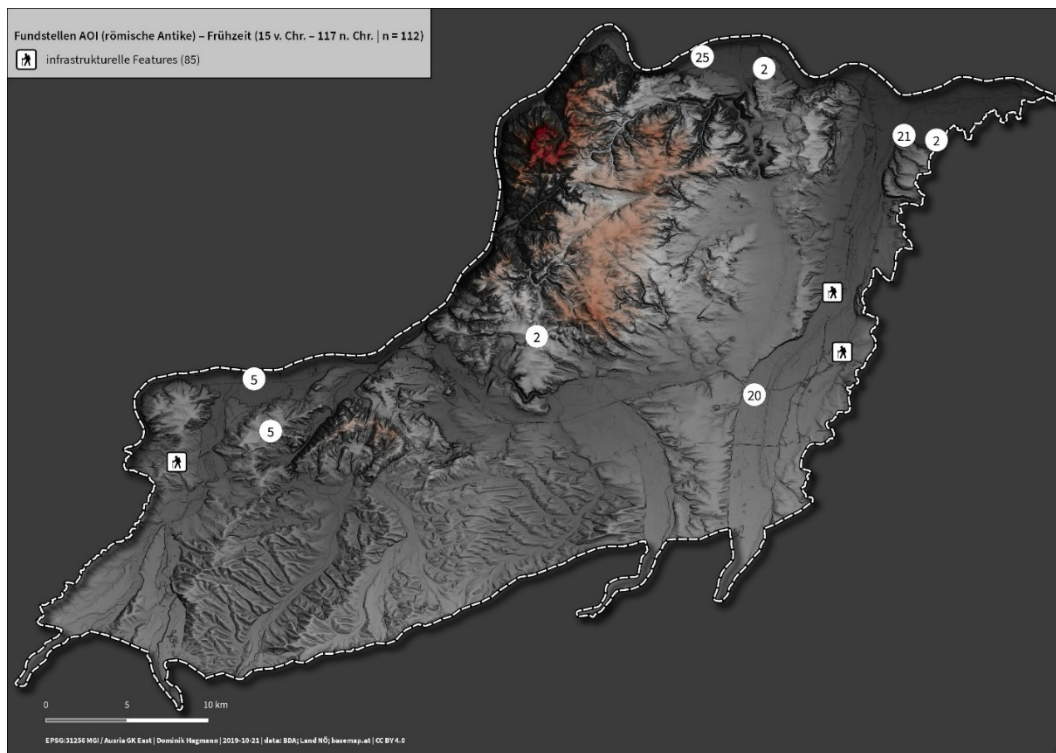 Fundstellen AOI (römische Antike) – Frühzeit (15 v. Chr. – 117 n. Chr. | n = 112)
infrastrukturelle Features (85)
25
2
21
2
2
5
20
5
0 5 10 km
EPSG:31256 MGI / Ausria GK East | Dominik Hagmann | 2019-10-21 | data: BDA; Land NÖ; basemap.at | CC BY 4.0